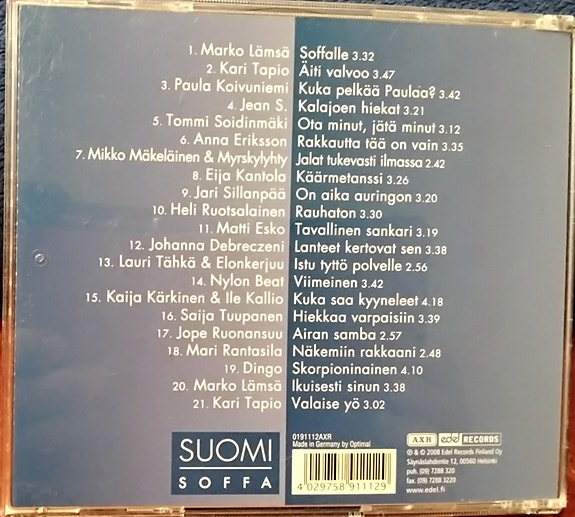 1. Marko Lämsä Soffalle 3.32
2. Kari Tapio Äiti valvoo 3.47
3. Paula Koivuniemi Kuka pelkää Paulaa? 3.42
4. Jean S. Kalajoen hiekat 3.21
5. Tommi Soidinmäki Ota minut, jätä minut 3.12
6. Anna Eriksson Rakkautta tää on vain 3.35
7. Mikko Mäkeläinen & Myrskylyhty Jalat tukevasti ilmassa 2.42
8. Eija Kantola Käärmetanssi 3.26
9. Jari Sillanpää On aika auringon 3.20
10. Heli Ruotsalainen Rauhaton 3.30
11. Matti Esko Tavallinen sankari 3.19
12. Johanna Debreczeni Lanteet kertovat sen 3.38
13. Lauri Tähkä & Elonkerjuu Istu tyttö polvelle 2.56
14. Nylon Beat Viimeinen 3.42
15. Kaija Kärkinen & Ile Kallio Kuka saa kyyneleet 4.18
16. Saija Tuupanen Hiekkaa varpaisiin 3.39
17. Jope Ruonansuu Airan samba 2.57
18. Mari Rantasila Näkemiin rakkaani 2.48
19. Dingo Skorpioninainen 4.10
20. Marko Lämsä Ikuisesti sinun 3.38
21. Kari Tapio Valaise yö 3.02
SUOMI
SOFFA
0191112AXR
Made in Germany by Optimal
4 029758 911129
AXR edel RECORDS
℗ & © 2008 Edel Records Finland Oy
Säynäslahdentie 12, 00560 Helsinki
puh. (09) 7288 320
fax (09) 7288 3220
www.edel.fi